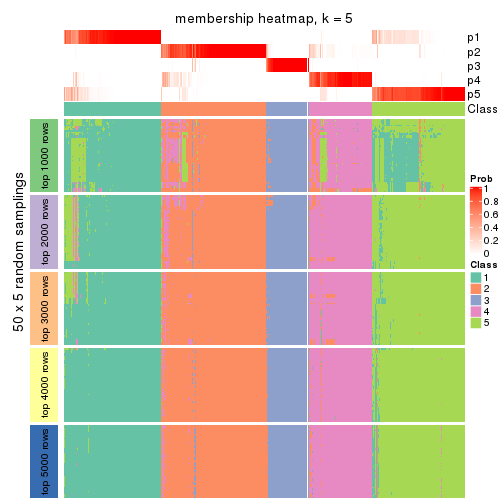 membership heatmap, k = 5
p1
p2
p3
p4
p5
Class
50 x 5 random samplings
top 1000 rows
top 2000 rows
top 3000 rows
top 4000 rows
top 5000 rows
Prob
1
0.8
0.6
0.4
0.2
0
Class
1
2
3
4
5